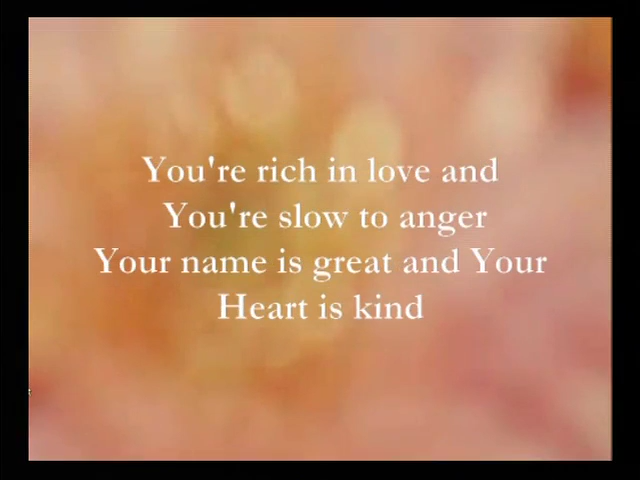 You're rich in love and
You're slow to anger
Your name is great and Your
Heart is kind